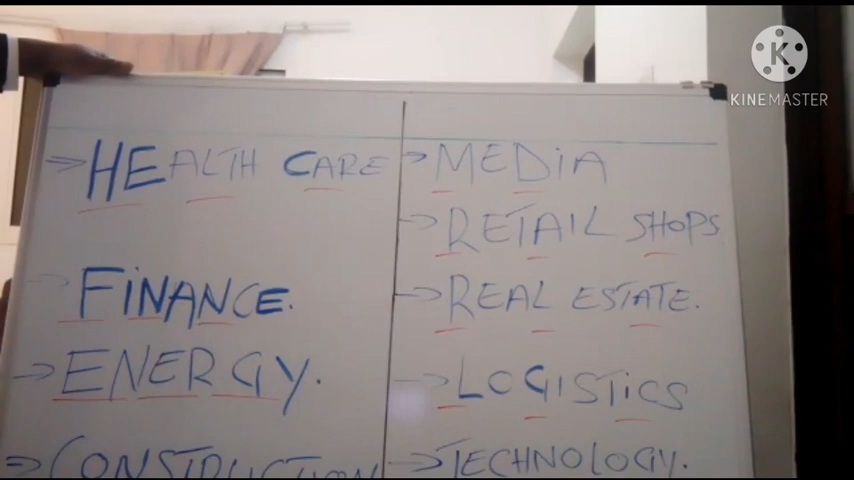 ⇒ HEALTH CARE
→ FINANCE.
→ ENERGY.
⇒ CONSTRUCTION
→ MEDIA
→ RETAIL SHOPS
→ REAL ESTATE.
→ LOGISTICS
→ TECHNOLOGY.
K
KINEMASTER